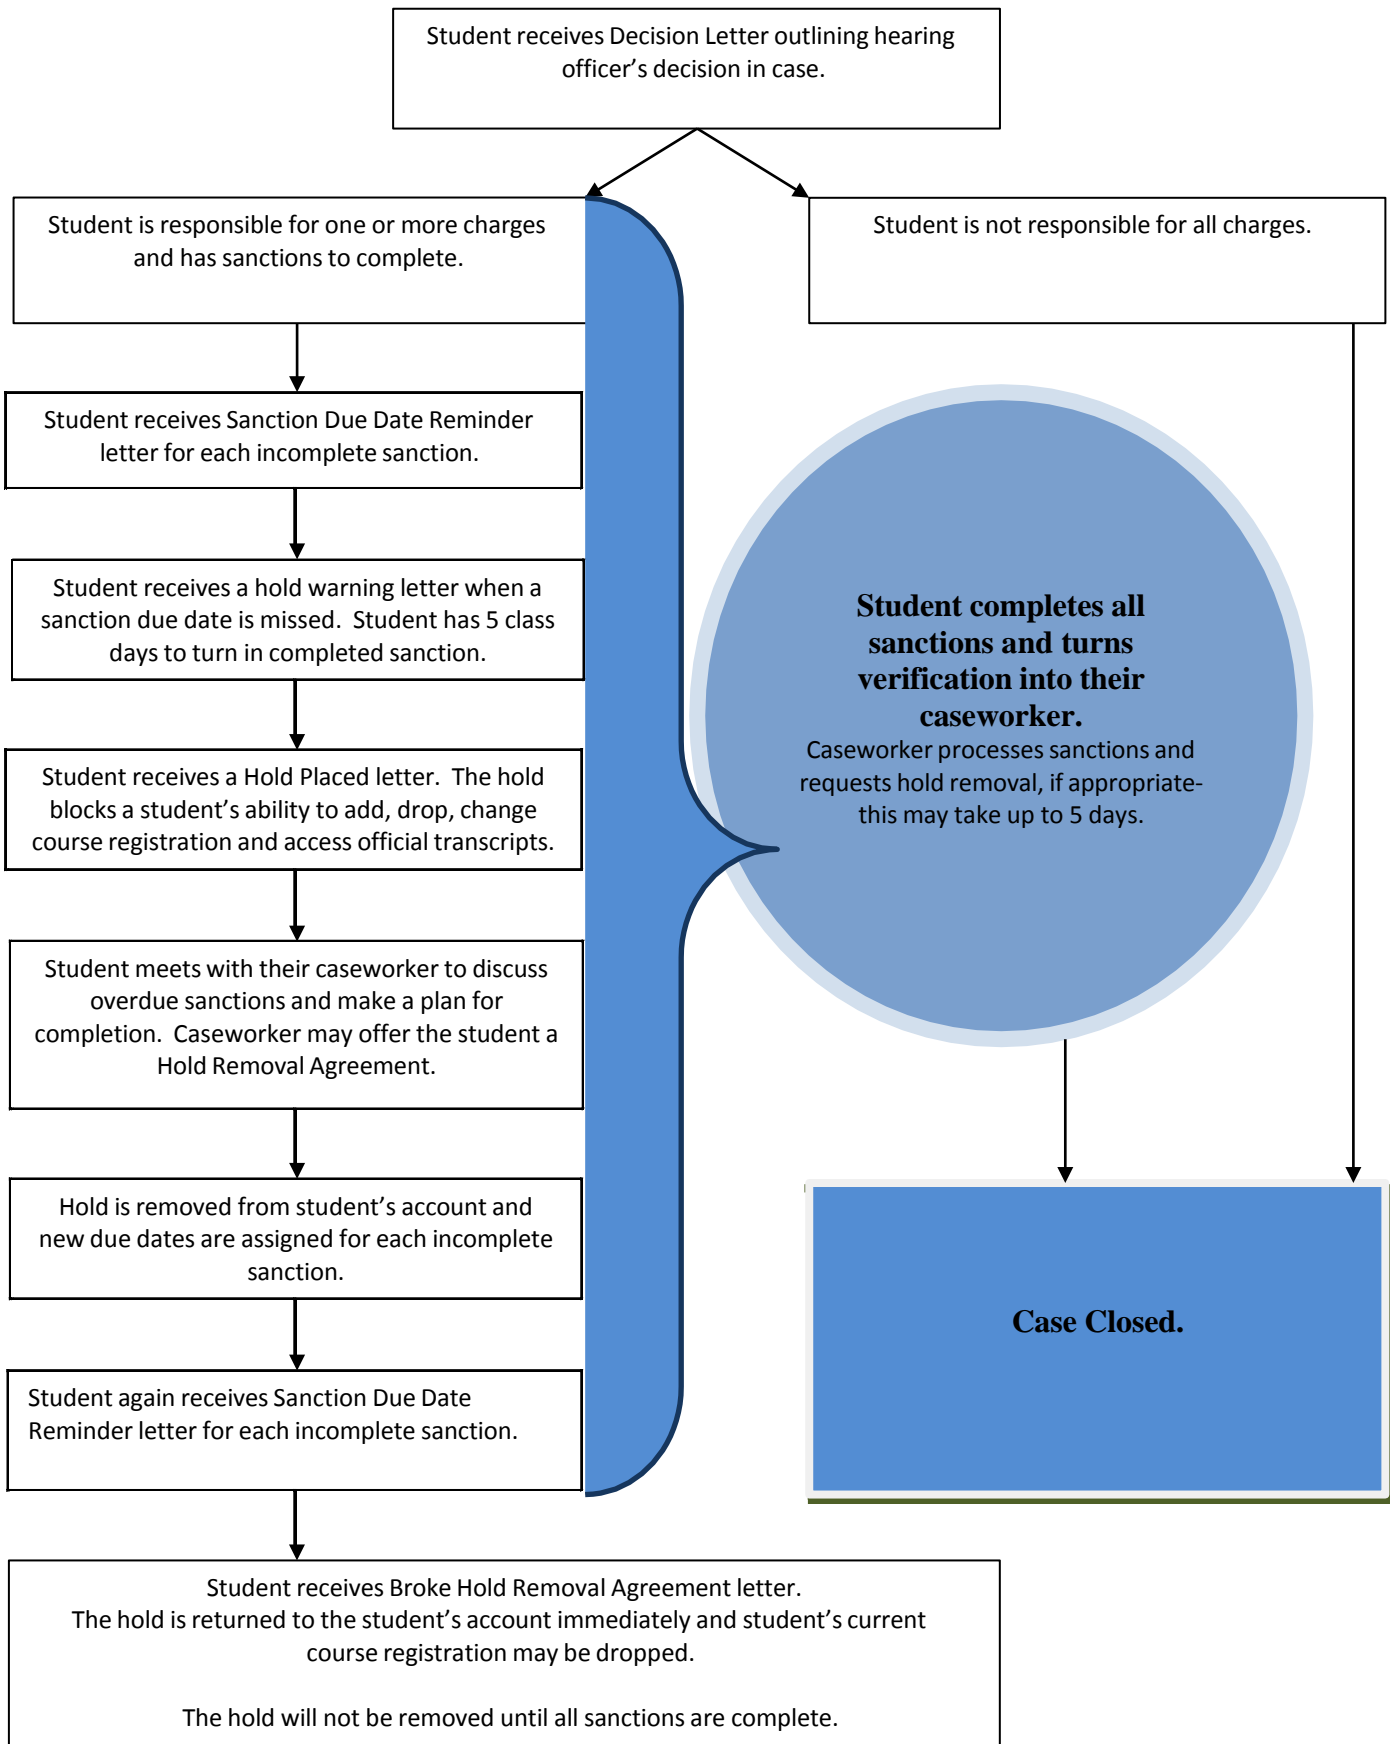 Student receives Decision Letter outlining hearing
officer’s decision in case.
Student is responsible for one or more charges
and has sanctions to complete.
Student is not responsible for all charges.
Student receives Sanction Due Date Reminder
letter for each incomplete sanction.
Student receives a hold warning letter when a
sanction due date is missed.  Student has 5 class
days to turn in completed sanction.
Student receives a Hold Placed letter.  The hold
blocks a student’s ability to add, drop, change
course registration and access official transcripts.
Student meets with their caseworker to discuss
overdue sanctions and make a plan for
completion.  Caseworker may offer the student a
Hold Removal Agreement.
Hold is removed from student’s account and
new due dates are assigned for each incomplete
sanction.
Student again receives Sanction Due Date
Reminder letter for each incomplete sanction.
Student receives Broke Hold Removal Agreement letter.
The hold is returned to the student’s account immediately and student’s current
course registration may be dropped.
The hold will not be removed until all sanctions are complete.
Student completes all
sanctions and turns
verification into their
caseworker.
Caseworker processes sanctions and
requests hold removal, if appropriate-
this may take up to 5 days.
Case Closed.